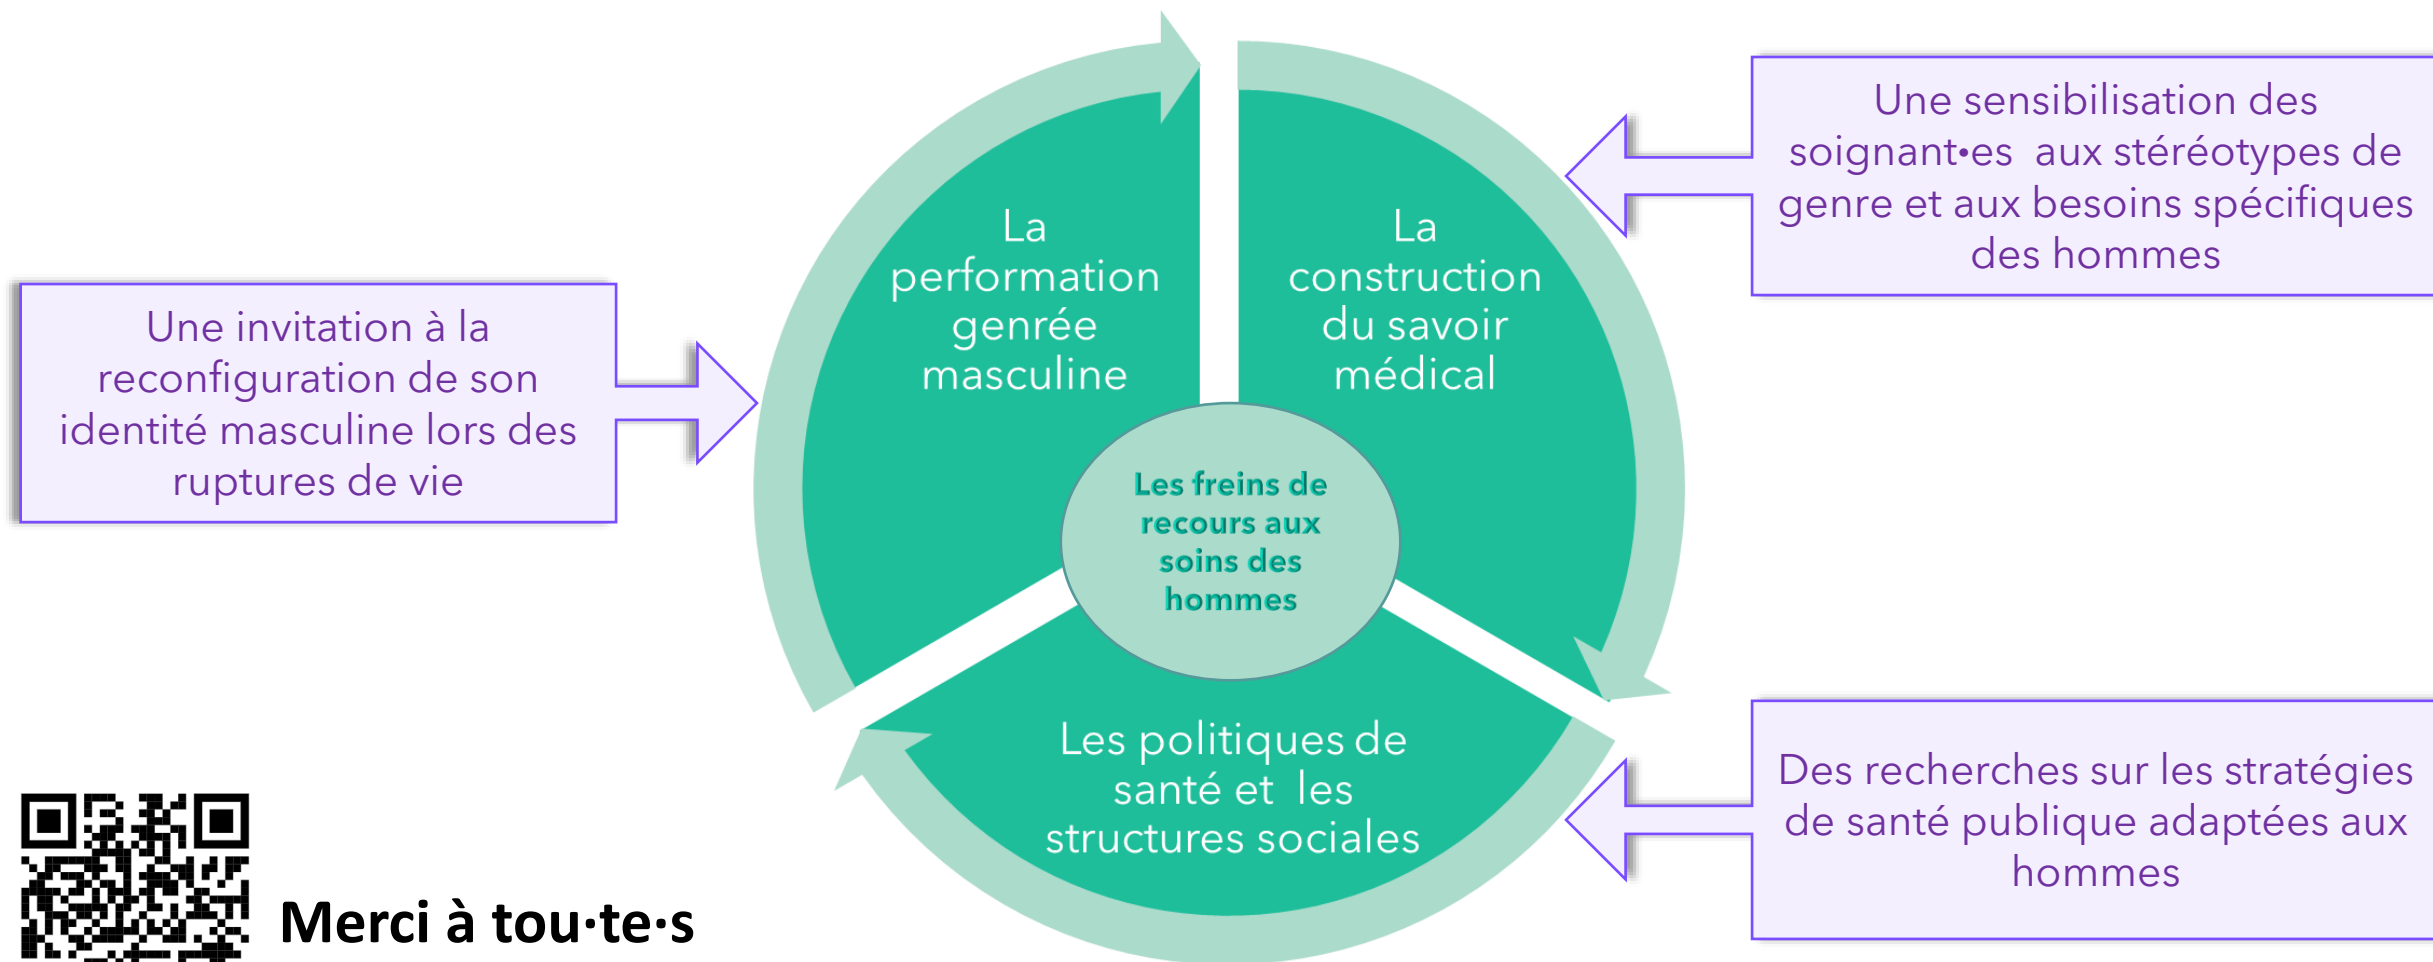 Une invitation à la
reconfiguration de son
identité masculine lors des
ruptures de vie
La
performation
genrée
masculine
La
construction
du savoir
médical
Les freins de
recours aux
soins des
hommes
Les politiques de
santé et  les
structures sociales
Une sensibilisation des
soignant•es  aux stéréotypes de
genre et aux besoins spécifiques
des hommes
Des recherches sur les stratégies
de santé publique adaptées aux
hommes
Merci à tou·te·s